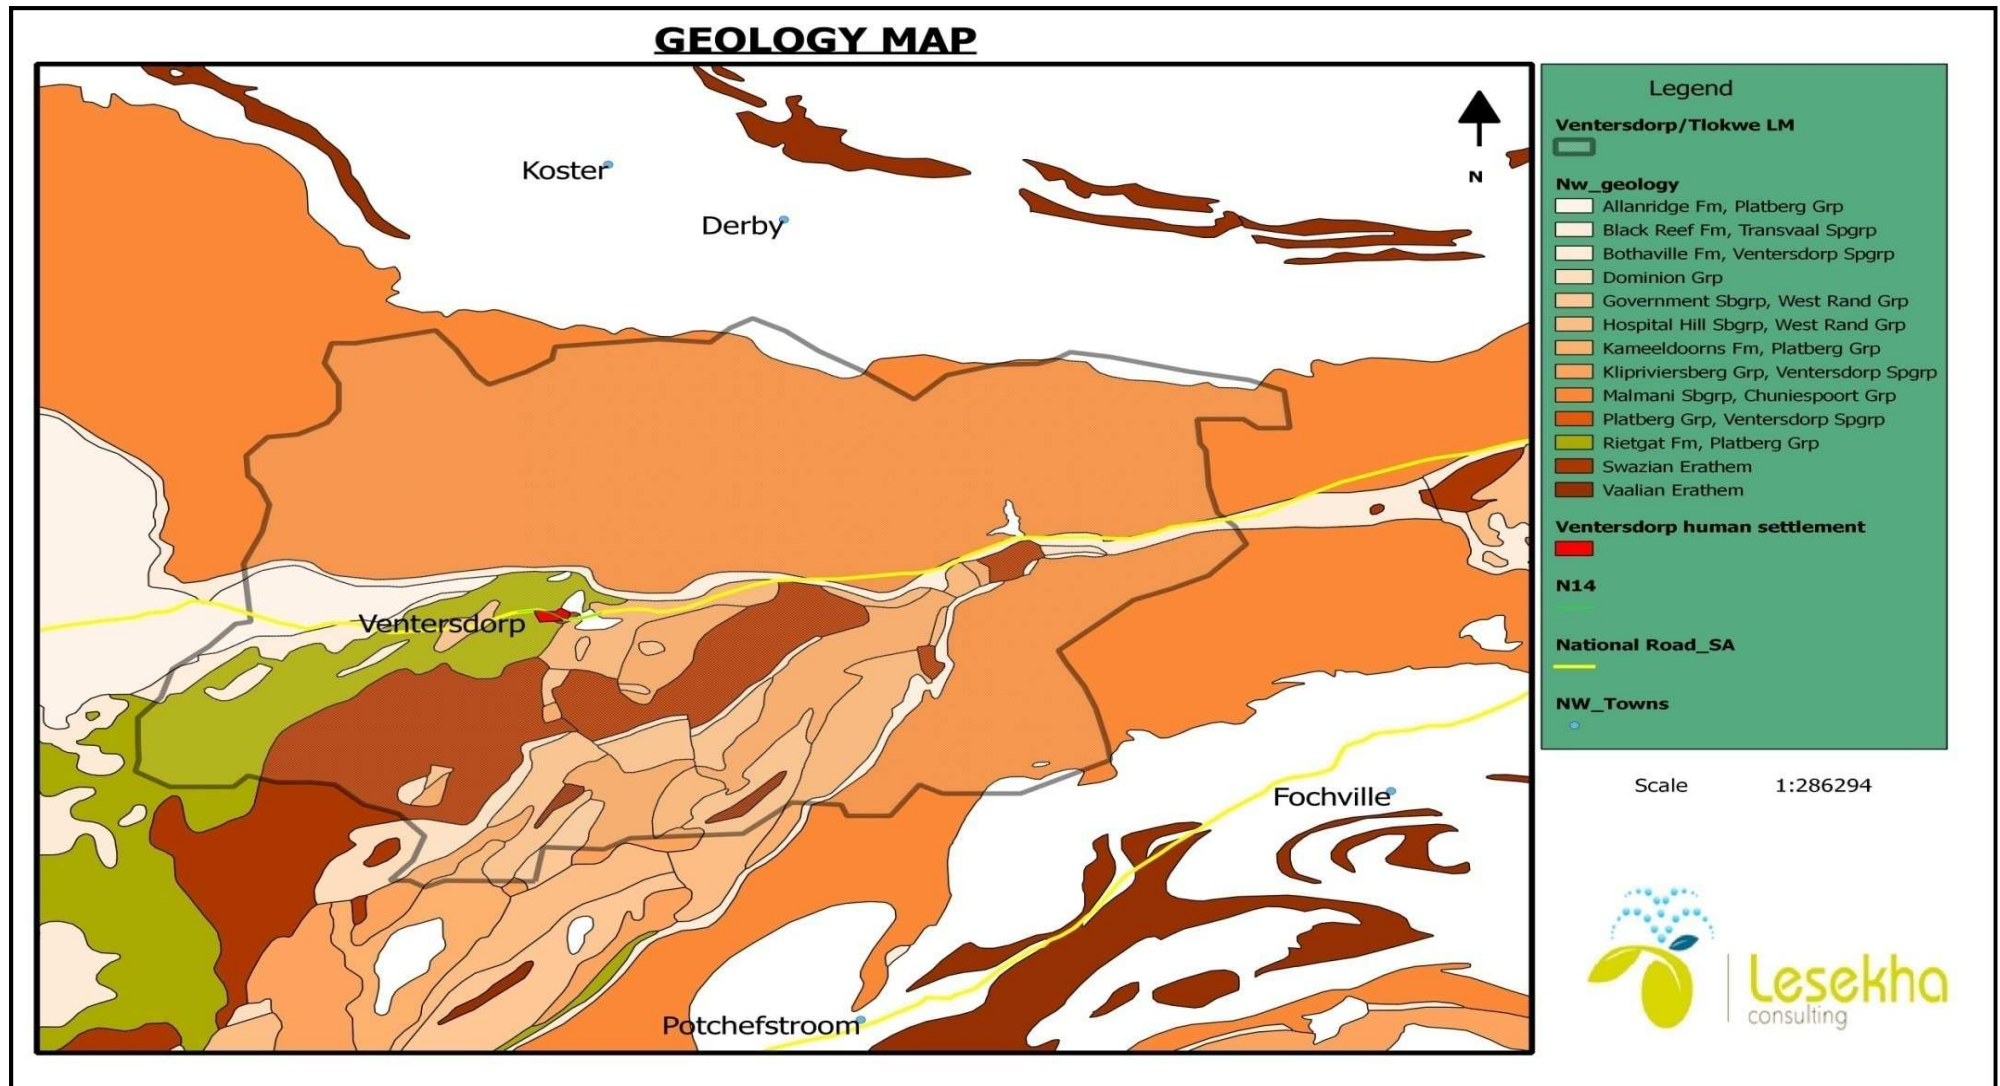 GEOLOGY MAP
Koster
Derby
N
Ventersdorp
Fochville
Potchefstroom
Legend
Ventersdorp/Tlokwe LM
Nw_geology
Allanridge Fm, Platberg Grp
Black Reef Fm, Transvaal Spgrp
Bothaville Fm, Ventersdorp Spgrp
Dominion Grp
Government Sbgrp, West Rand Grp
Hospital Hill Sbgrp, West Rand Grp
Kameeldoorns Fm, Platberg Grp
Klipriviersberg Grp, Ventersdorp Spgrp
Malmani Sbgrp, Chuniespoort Grp
Platberg Grp, Ventersdorp Spgrp
Rietgat Fm, Platberg Grp
Swazian Erathem
Vaalian Erathem
Ventersdorp human settlement
N14
National Road_SA
NW_Towns
Scale 1:286294
Lesekha
consulting